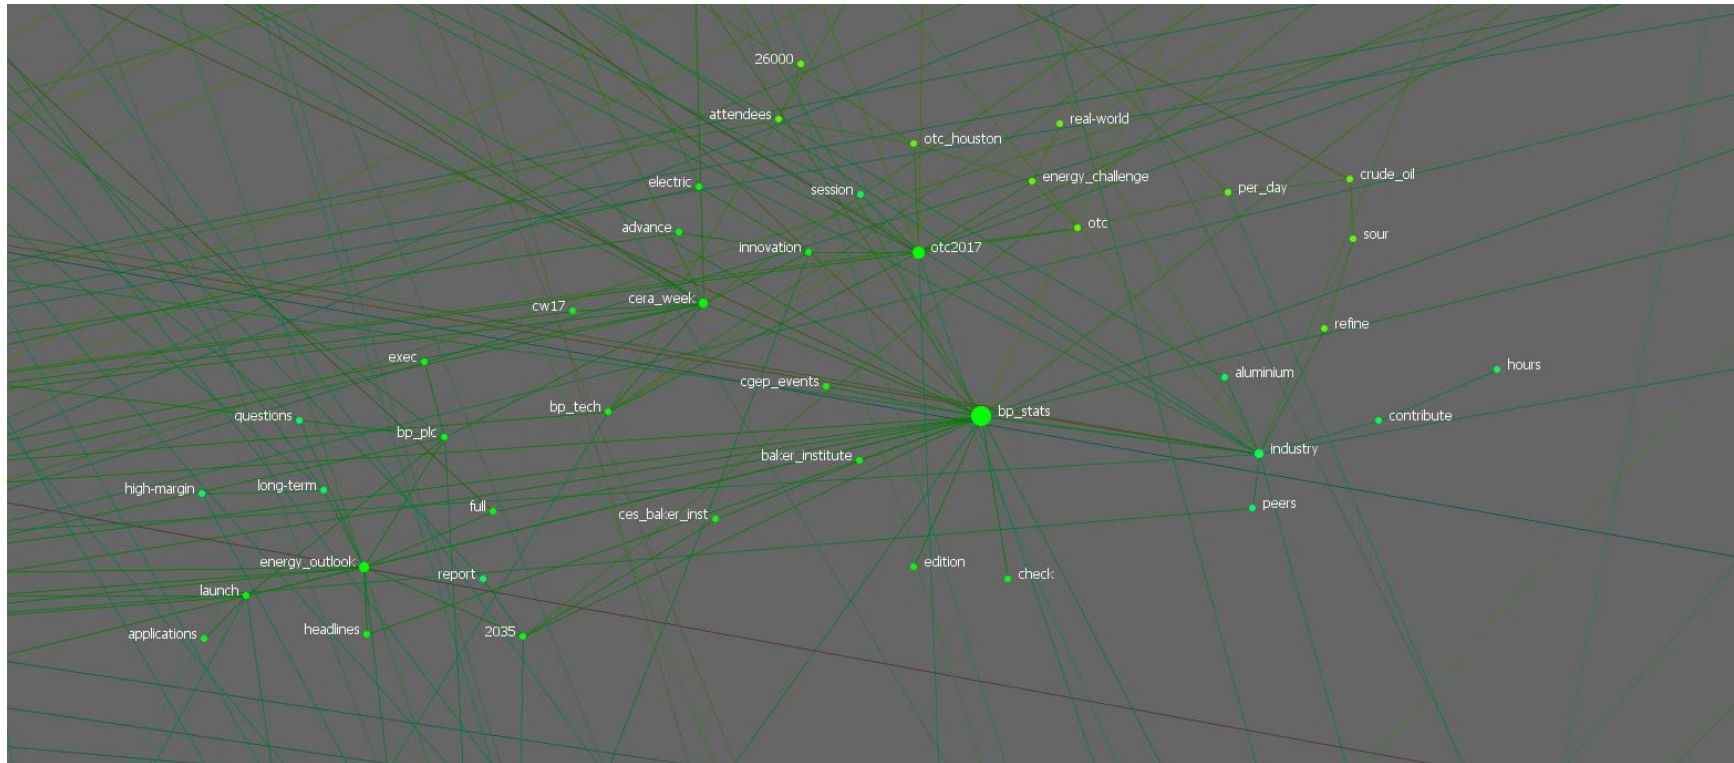 26000
attendees
real-world
otc_houston
electric
session
energy_challenge
per_day
crude_oil
advance
innovation
otc2017
otc
sour
cw17
cera_week
refine
exec
cgep_events
aluminium
hours
questions
bp_tech
bp_stats
contribute
bp_plc
baker_institute
industry
high-margin
long-term
full
ces_baker_inst
peers
energy_outlook
report
edition
check
launch
applications
headlines
2035